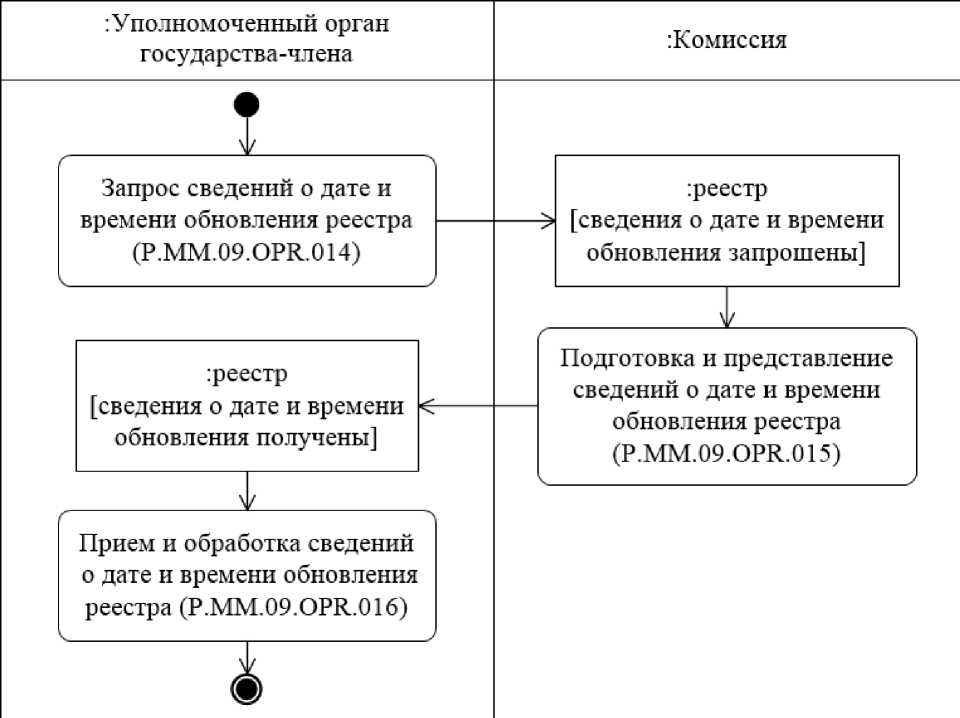 :Уполномоченный орган
государства-члена
:Комиссия
Запрос сведений о дате и
времени обновления реестра
(P.MM.09.OPR.014)
:реестр
[сведения о дате и времени
обновления запрошены]
Подготовка и представление
сведений о дате и времени
обновления реестра
(P.MM.09.OPR.015)
:реестр
[сведения о дате и времени
обновления получены]
Прием и обработка сведений
о дате и времени обновления
реестра (P.MM.09.OPR.016)